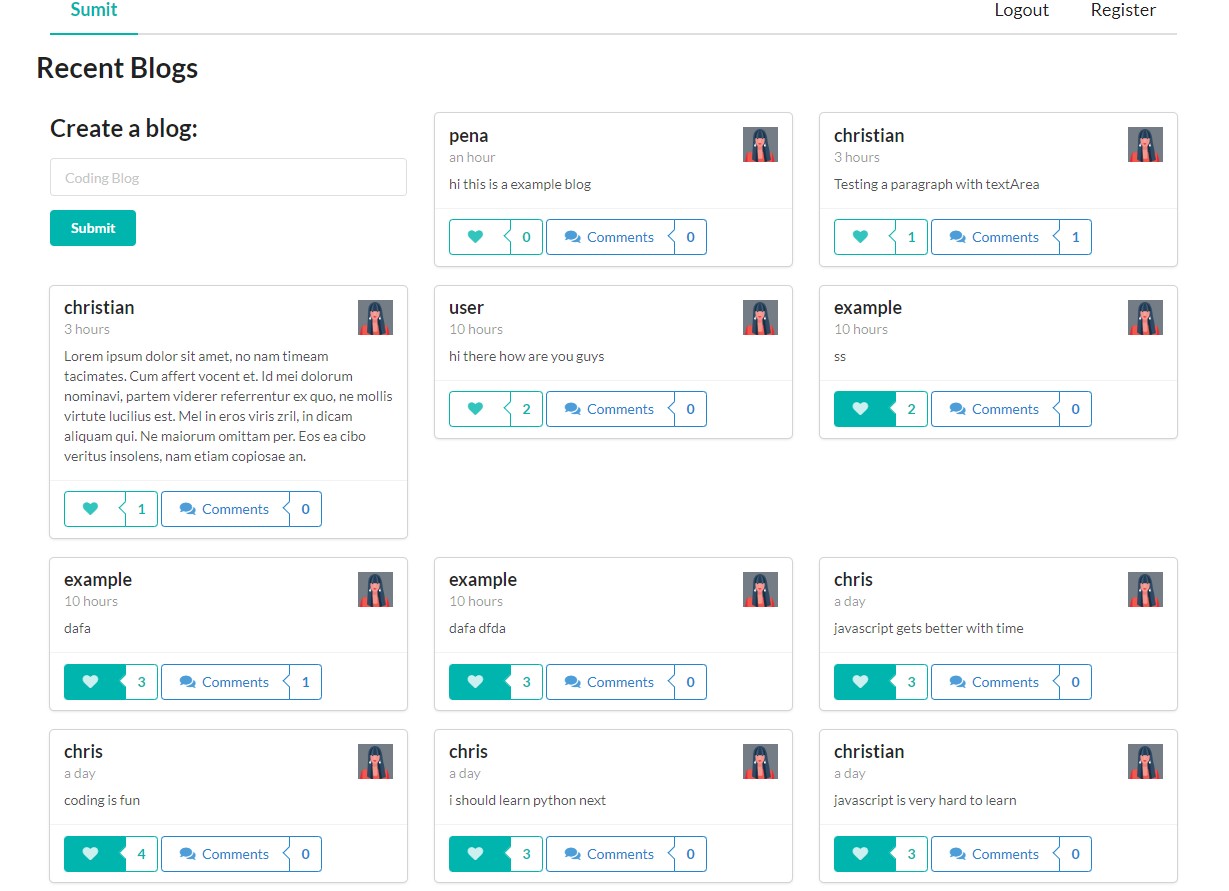 Sumit
Logout
Register
Recent Blogs
Create a blog:
Coding Blog
Submit
pena
an hour
hi this is a example blog
0
Comments
0
christian
3 hours
Testing a paragraph with textArea
1
Comments
1
christian
3 hours
Lorem ipsum dolor sit amet, no nam timeam
tacimates. Cum affert vocent et. Id mei dolorum
nominavi, partem viderer referrentur ex quo, ne mollis
virtute lucilius est. Mel in eros viris zril, in dicam
aliquam qui. Ne maiorum omittam per. Eos ea cibo
veritus insolens, nam etiam copiosae an.
1
Comments
0
user
10 hours
hi there how are you guys
2
Comments
0
example
10 hours
ss
2
Comments
0
example
10 hours
dafa
3
Comments
1
example
10 hours
dafa dfda
3
Comments
0
chris
a day
javascript gets better with time
3
Comments
0
chris
a day
coding is fun
4
Comments
0
chris
a day
i should learn python next
3
Comments
0
christian
a day
javascript is very hard to learn
3
Comments
0